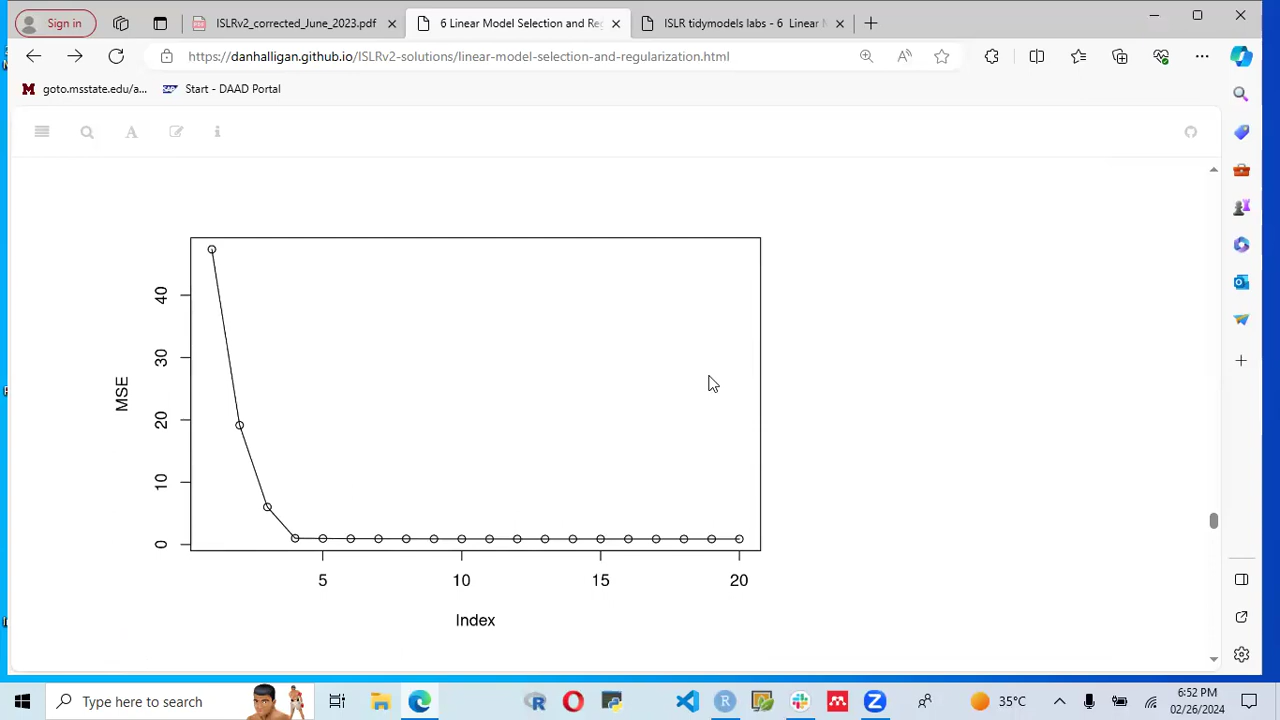 Sign in
ISLRv2_corrected_June_2023.pdf
6 Linear Model Selection and Re
ISLR tidymodels labs - 6 Linear M
https://danhalligan.github.io/ISLRv2-solutions/linear-model-selection-and-regularization.html
goto.msstate.edu/a...
Start - DAAD Portal
MSE
40
30
20
10
0
5 10 15 20
Index
Type here to search
35°C
6:52 PM
02/26/2024